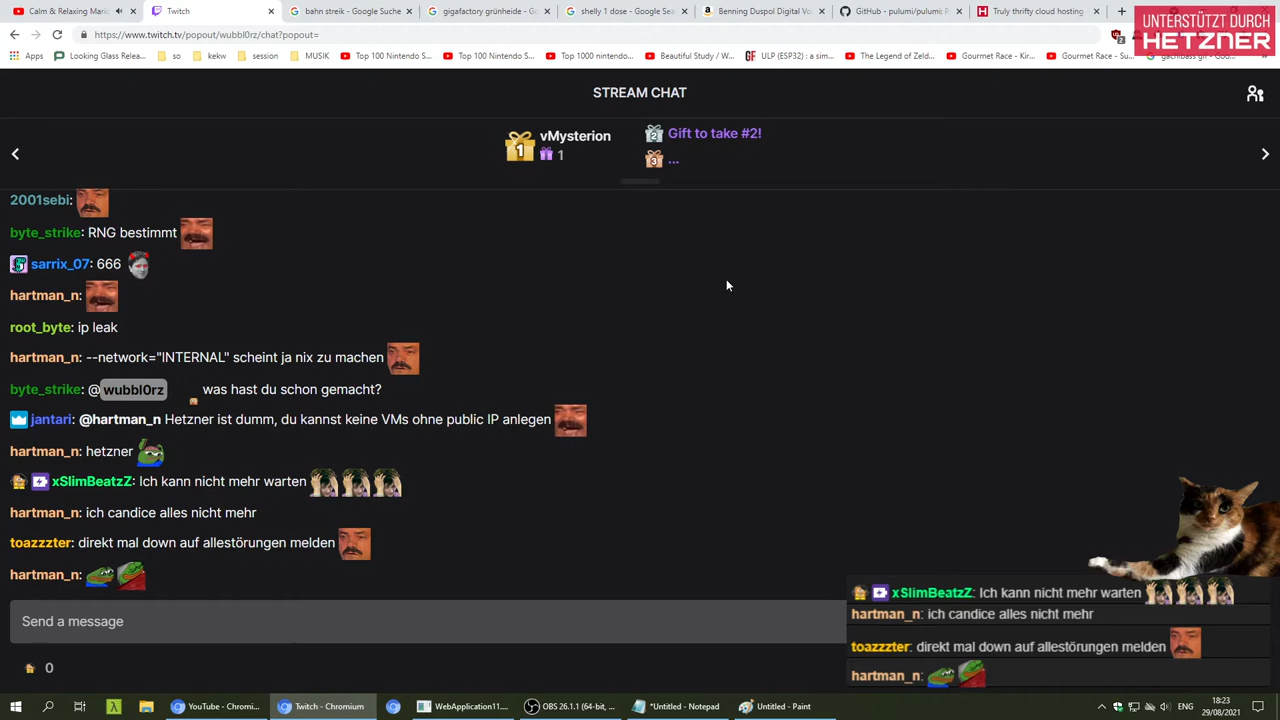 Calm & Relaxing Mario
Twitch
bahn streik - Google Suche
gigafactory grünheide - Goo
shelly 1 dose - Google Sea
Benning Duspol Digital Vo
GitHub - pulumi/pulumi: P
Truly thrifty cloud hosting
UNTERSTÜTZT DURCH
HETZNER
https://www.twitch.tv/popout/wubbl0rz/chat?popout=
Apps
Looking Glass Relea...
so
kekw
session
MUSIK
Top 100 Nintendo S...
Top 100 Nintendo S...
Top 1000 nintendo...
Beautiful Study / W...
ULP (ESP32) : a sim...
The Legend of Zeld...
Gourmet Race - Kir...
Gourmet Race - Su...
gachibass gif - Goo...
STREAM CHAT
1 vMysterion
1
2 Gift to take #2!
3 ...
2001sebi:
byte_strike: RNG bestimmt
sarrix_07: 666
hartman_n:
root_byte: ip leak
hartman_n: --network="INTERNAL" scheint ja nix zu machen
byte_strike: @wubbl0rz was hast du schon gemacht?
jantari: @hartman_n Hetzner ist dumm, du kannst keine VMs ohne public IP anlegen
hartman_n: hetzner
xSlimBeatzZ: Ich kann nicht mehr warten
hartman_n: ich candice alles nicht mehr
toazzzter: direkt mal down auf allestörungen melden
hartman_n:
Send a message
0
xSlimBeatzZ: Ich kann nicht mehr warten
hartman_n: ich candice alles nicht mehr
toazzzter: direkt mal down auf allestörungen melden
hartman_n:
YouTube - Chromi...
Twitch - Chromium
WebApplication11...
OBS 26.1.1 (64-bit, ...
*Untitled - Notepad
Untitled - Paint
18:23
29/08/2021